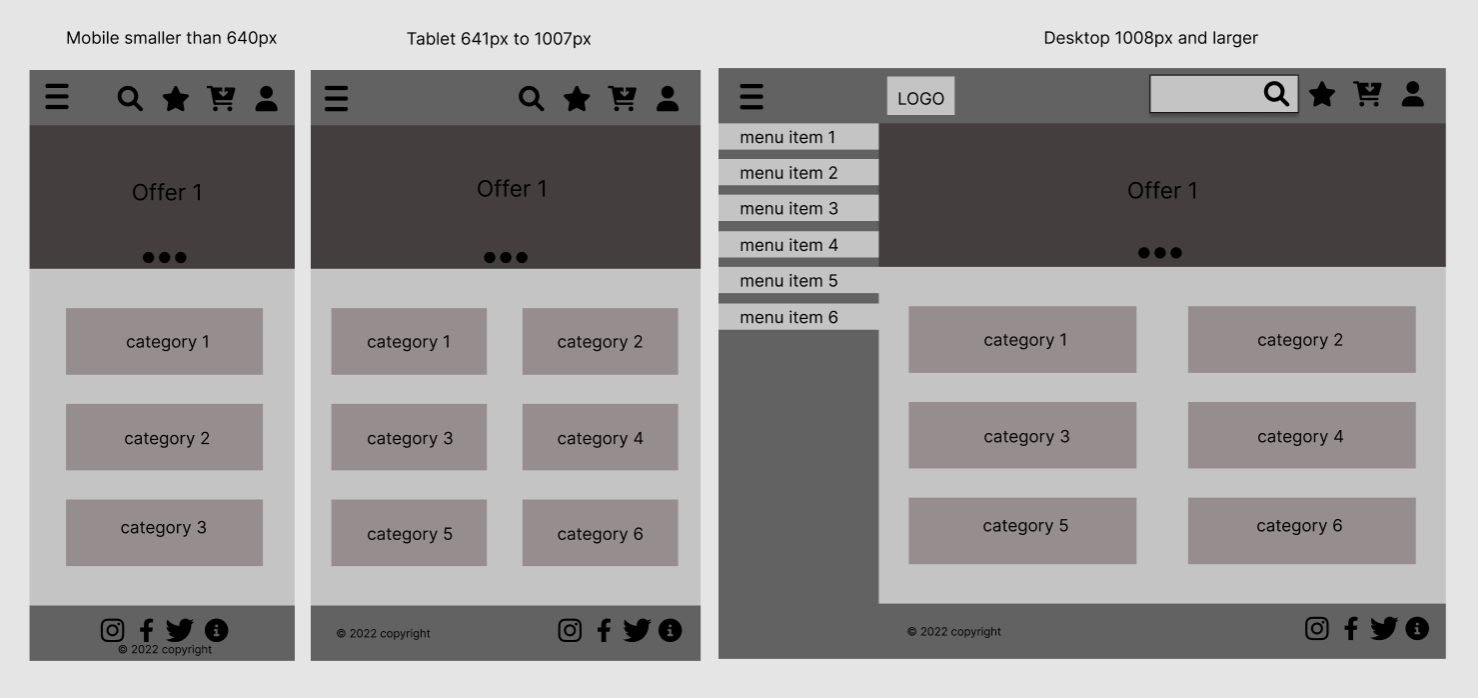 Mobile smaller than 640px
Offer 1
category 1
category 2
category 3
© 2022 copyright
Tablet 641px to 1007px
Offer 1
category 1
category 2
category 3
category 4
category 5
category 6
© 2022 copyright
Desktop 1008px and larger
LOGO
menu item 1
menu item 2
menu item 3
menu item 4
menu item 5
menu item 6
Offer 1
category 1
category 2
category 3
category 4
category 5
category 6
© 2022 copyright